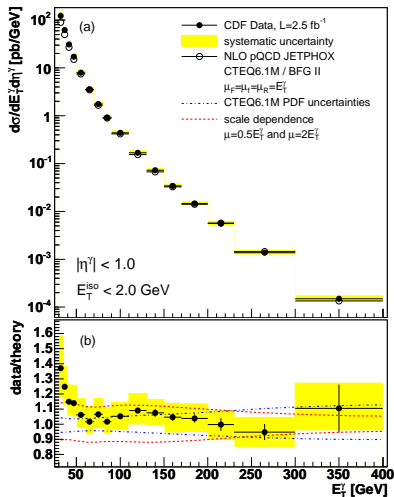 (a)
CDF Data, L=2.5 fb⁻¹
systematic uncertainty
NLO pQCD JETPHOX
CTEQ6.1M / BFG II
μ_F=μ_f=μ_R=E_T^γ
CTEQ6.1M PDF uncertainties
scale dependence
μ=0.5E_T^γ and μ=2E_T^γ
dσ/dE_T^γdη^γ [pb/GeV]
10²
10
1
10⁻¹
10⁻²
10⁻³
10⁻⁴
|η^γ| < 1.0
E_T^iso < 2.0 GeV
(b)
data/theory
1.6
1.5
1.4
1.3
1.2
1.1
1.0
0.9
0.8
50 100 150 200 250 300 350 400
E_T^γ [GeV]